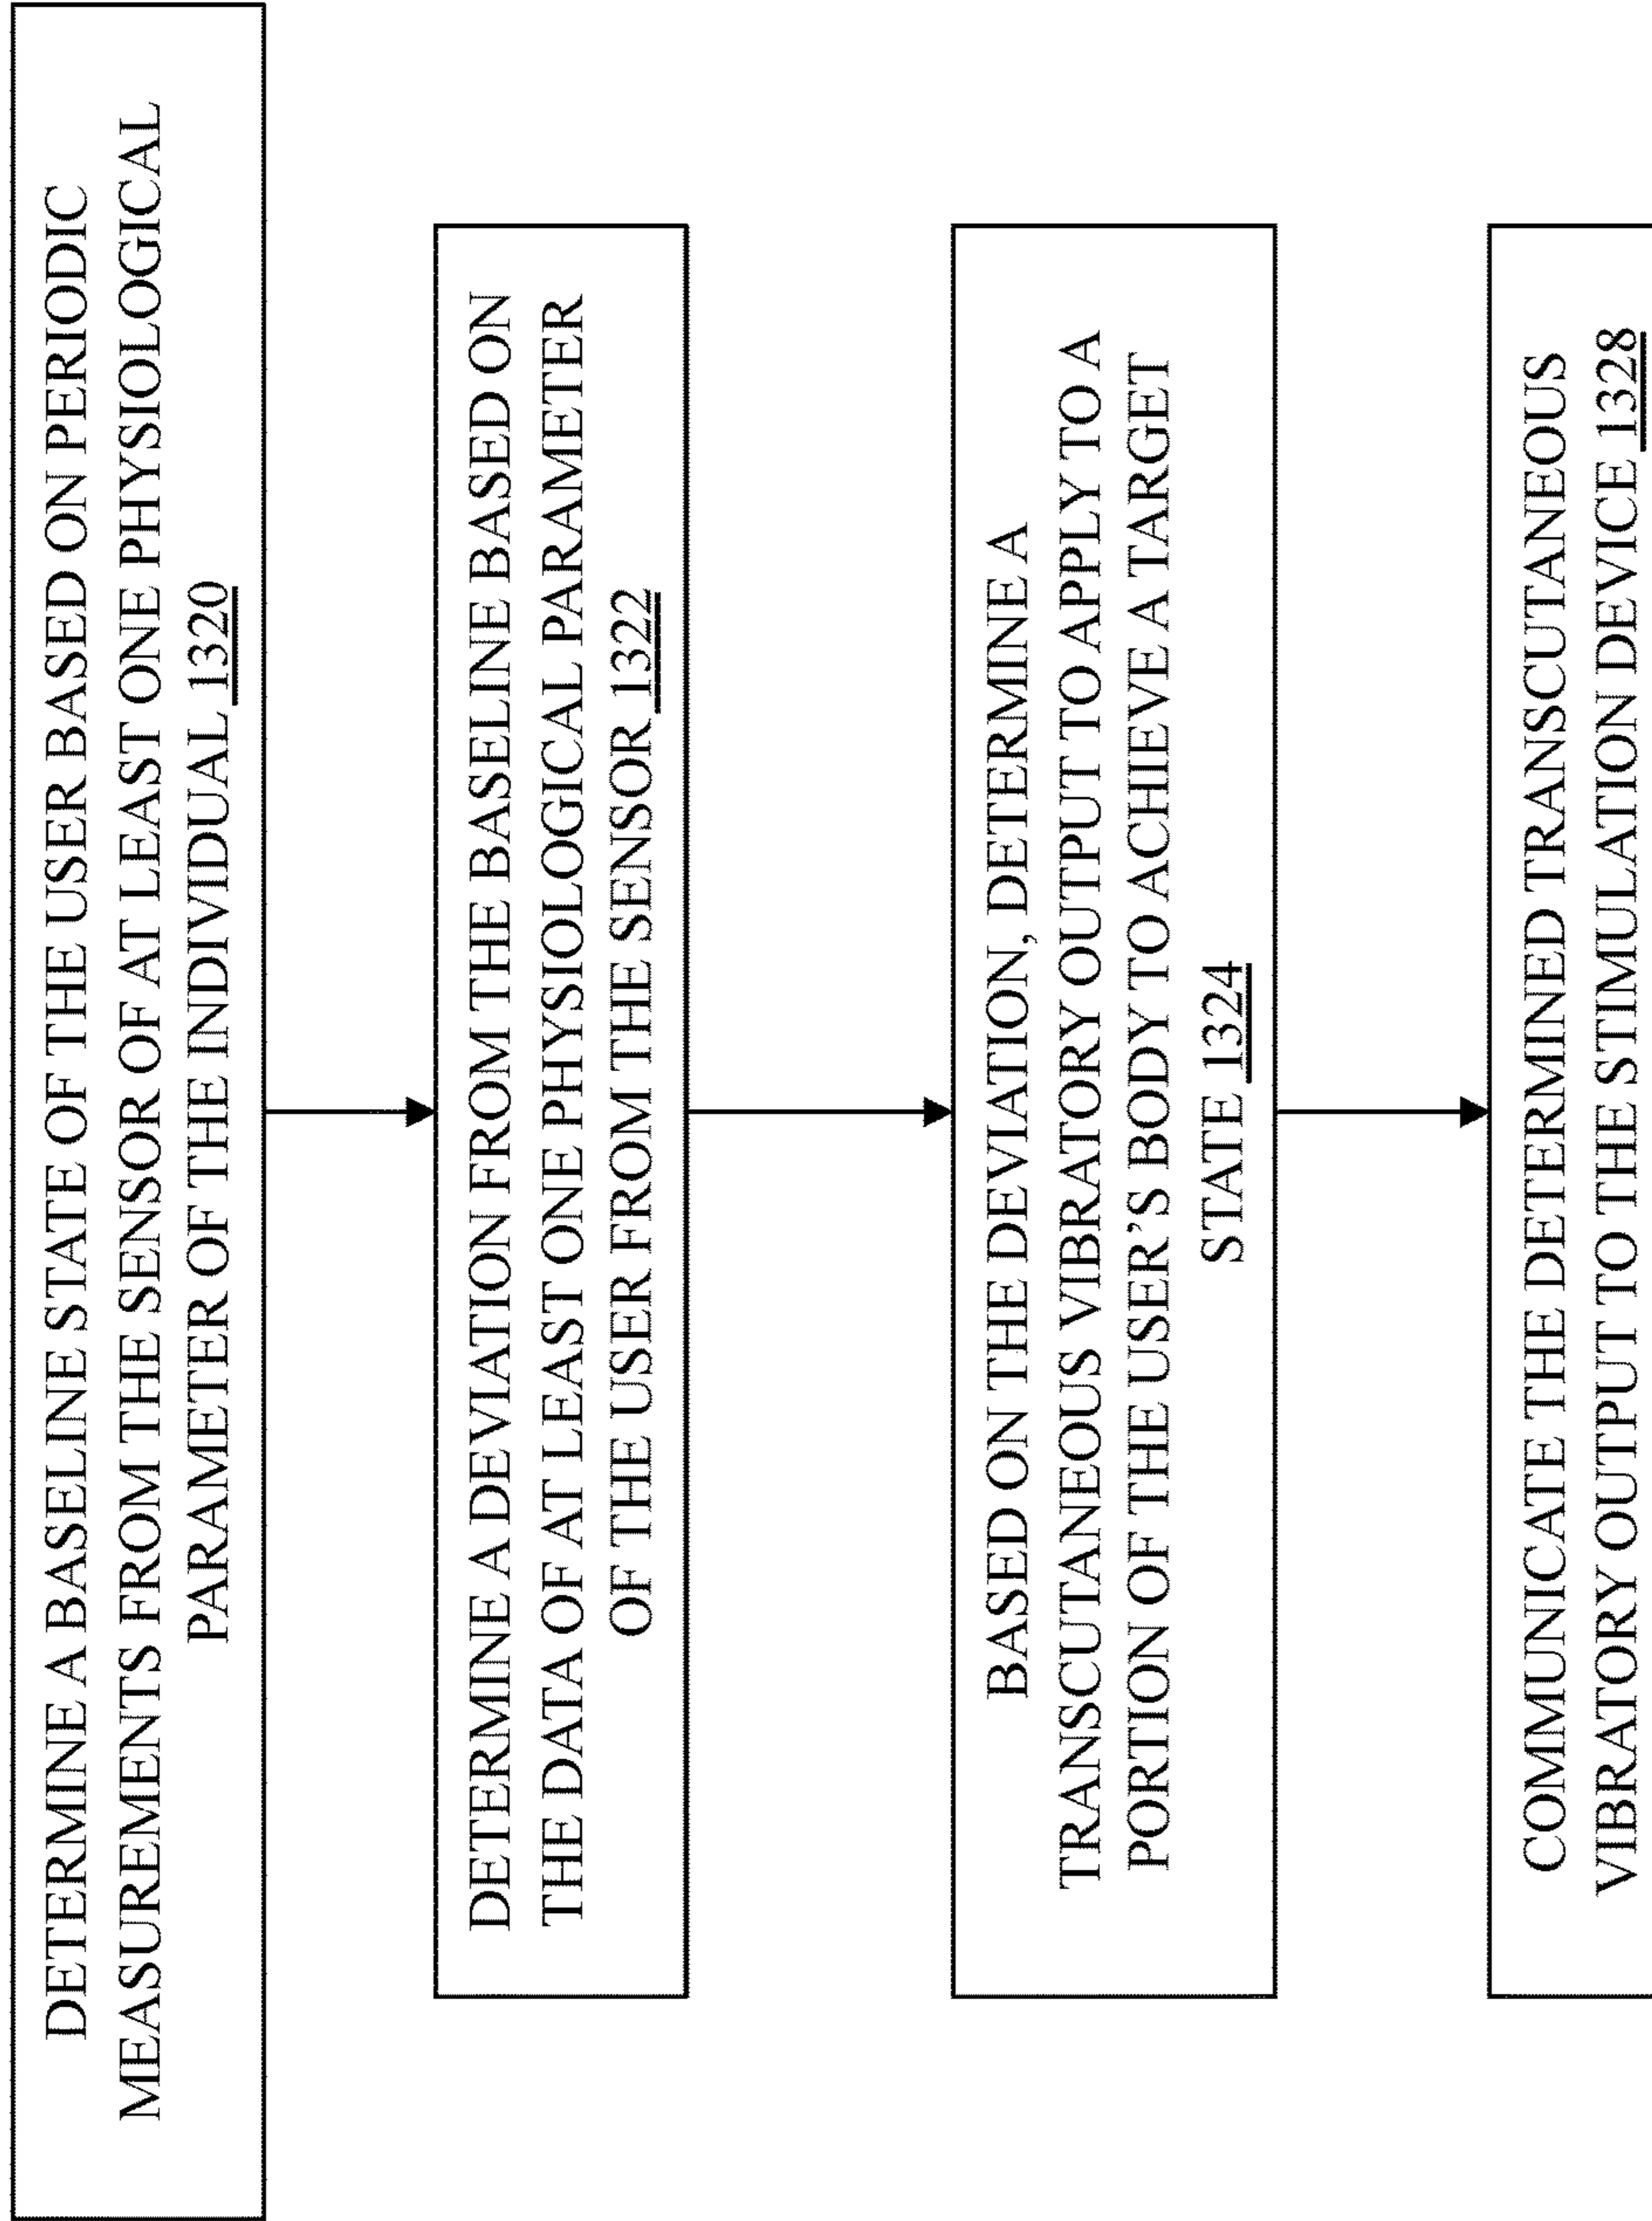 DETERMINE A BASELINE STATE OF THE USER BASED ON PERIODIC
MEASUREMENTS FROM THE SENSOR OF AT LEAST ONE PHYSIOLOGICAL
PARAMETER OF THE INDIVIDUAL 1320
DETERMINE A DEVIATION FROM THE BASELINE BASED ON
THE DATA OF AT LEAST ONE PHYSIOLOGICAL PARAMETER
OF THE USER FROM THE SENSOR 1322
BASED ON THE DEVIATION, DETERMINE A
TRANSCUTANEOUS VIBRATORY OUTPUT TO APPLY TO A
PORTION OF THE USER'S BODY TO ACHIEVE A TARGET
STATE 1324
COMMUNICATE THE DETERMINED TRANSCUTANEOUS
VIBRATORY OUTPUT TO THE STIMULATION DEVICE 1328